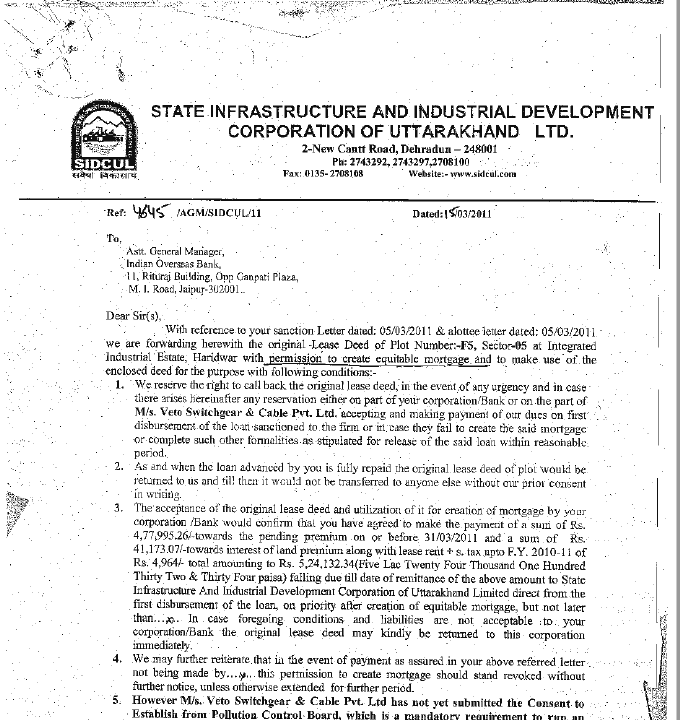 STATE INFRASTRUCTURE AND INDUSTRIAL DEVELOPMENT
CORPORATION OF UTTARAKHAND LTD.
2-New Cantt Road, Dehradun – 248001
Ph: 2743292, 2743297,2708100
Fax: 0135- 2708108 Website:- www.sidcul.com
SIDCUL
Ref: 4645 /AGM/SIDCUL/11 Dated:15/03/2011
To,
Astt. General Manager,
Indian Overseas Bank,
11, Rituraj Building, Opp Ganpati Plaza,
M. I. Road, Jaipur-302001..
Dear Sir(s),
With reference to your sanction Letter dated: 05/03/2011 & alottee letter dated: 05/03/2011
we are forwarding herewith the original Lease Deed of Plot Number:-F5, Sector-05 at Integrated
Industrial Estate, Haridwar with permission to create equitable mortgage and to make use of the
enclosed deed for the purpose with following conditions:-
1. We reserve the right to call back the original lease deed, in the event of any urgency and in case
there arises hereinafter any reservation either on part of your corporation/Bank or on the part of
M/s. Veto Switchgear & Cable Pvt. Ltd. accepting and making payment of our dues on first
disbursement of the loan sanctioned to the firm or in case they fail to create the said mortgage
or complete such other formalities as stipulated for release of the said loan within reasonable
period.
2. As and when the loan advanced by you is fully repaid the original lease deed of plot would be
returned to us and till then it would not be transferred to anyone else without our prior consent
in writing.
3. The acceptance of the original lease deed and utilization of it for creation of mortgage by your
corporation /Bank would confirm that you have agreed to make the payment of a sum of Rs.
4,77,995.26/-towards the pending premium on or before 31/03/2011 and a sum of Rs.
41,173.07/-towards interest of land premium along with lease rent + s. tax upto F.Y. 2010-11 of
Rs. 4,964/- total amounting to Rs. 5,24,132.34(Five Lac Twenty Four Thousand One Hundred
Thirty Two & Thirty Four paisa) falling due till date of remittance of the above amount to State
Infrastructure And Industrial Development Corporation of Uttarakhand Limited direct from the
first disbursement of the loan, on priority after creation of equitable mortgage, but not later
than...x.. In case foregoing conditions and liabilities are not acceptable to your
corporation/Bank the original lease deed may kindly be returned to this corporation
immediately.
4. We may further reiterate that in the event of payment as assured in your above referred letter
not being made by...x... this permission to create mortgage should stand revoked without
further notice, unless otherwise extended for further period.
5. However M/s. Veto Switchgear & Cable Pvt. Ltd has not yet submitted the Consent to
Establish from Pollution Control Board, which is a mandatory requirement to run an